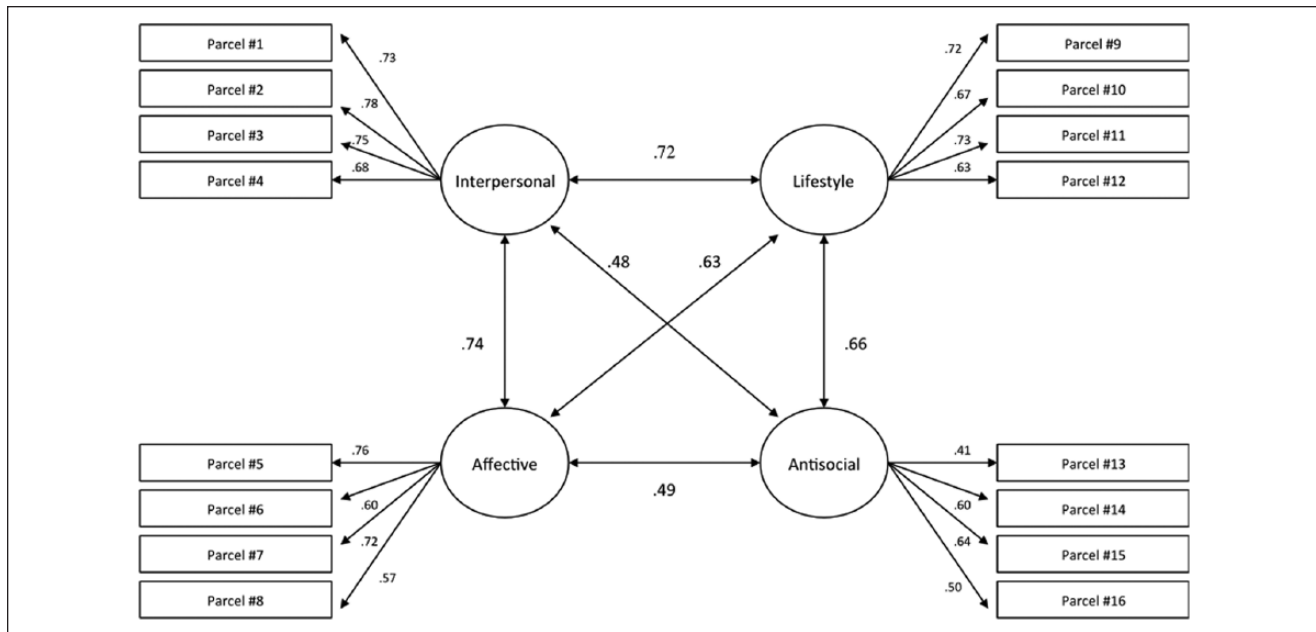 Parcel #1
Parcel #2
Parcel #3
Parcel #4
.73
.78
.75
.68
Interpersonal
.72
Lifestyle
.72
.67
.73
.63
Parcel #9
Parcel #10
Parcel #11
Parcel #12
.48
.63
.74
.66
Parcel #5
Parcel #6
Parcel #7
Parcel #8
.76
.60
.72
.57
Affective
.49
Antisocial
.41
.60
.64
.50
Parcel #13
Parcel #14
Parcel #15
Parcel #16